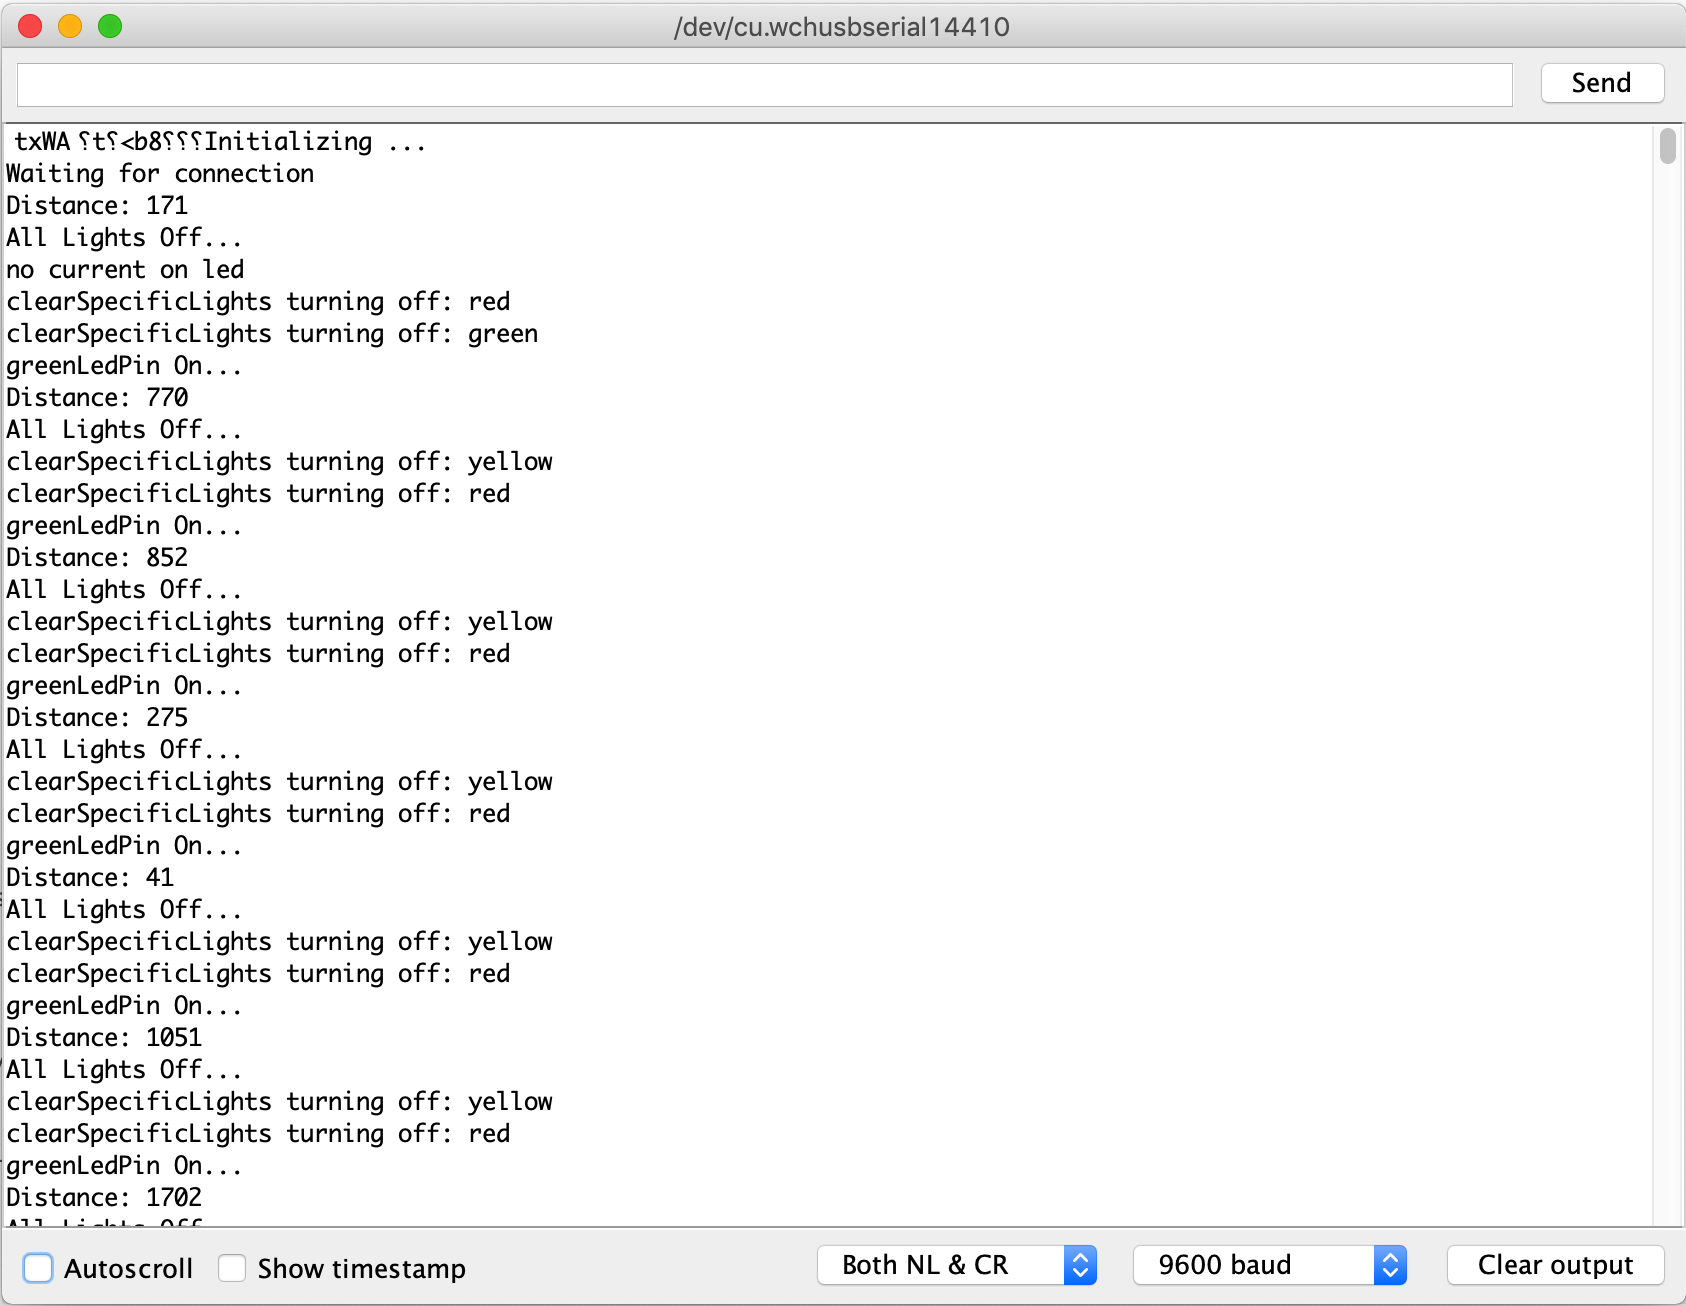 /dev/cu.wchusbserial14410
Send
txWA⸮t⸮<b8⸮⸮⸮Initializing ...
Waiting for connection
Distance: 171
All Lights Off...
no current on led
clearSpecificLights turning off: red
clearSpecificLights turning off: green
greenLedPin On...
Distance: 770
All Lights Off...
clearSpecificLights turning off: yellow
clearSpecificLights turning off: red
greenLedPin On...
Distance: 852
All Lights Off...
clearSpecificLights turning off: yellow
clearSpecificLights turning off: red
greenLedPin On...
Distance: 275
All Lights Off...
clearSpecificLights turning off: yellow
clearSpecificLights turning off: red
greenLedPin On...
Distance: 41
All Lights Off...
clearSpecificLights turning off: yellow
clearSpecificLights turning off: red
greenLedPin On...
Distance: 1051
All Lights Off...
clearSpecificLights turning off: yellow
clearSpecificLights turning off: red
greenLedPin On...
Distance: 1702
All Lights Off
Autoscroll
Show timestamp
Both NL & CR
9600 baud
Clear output